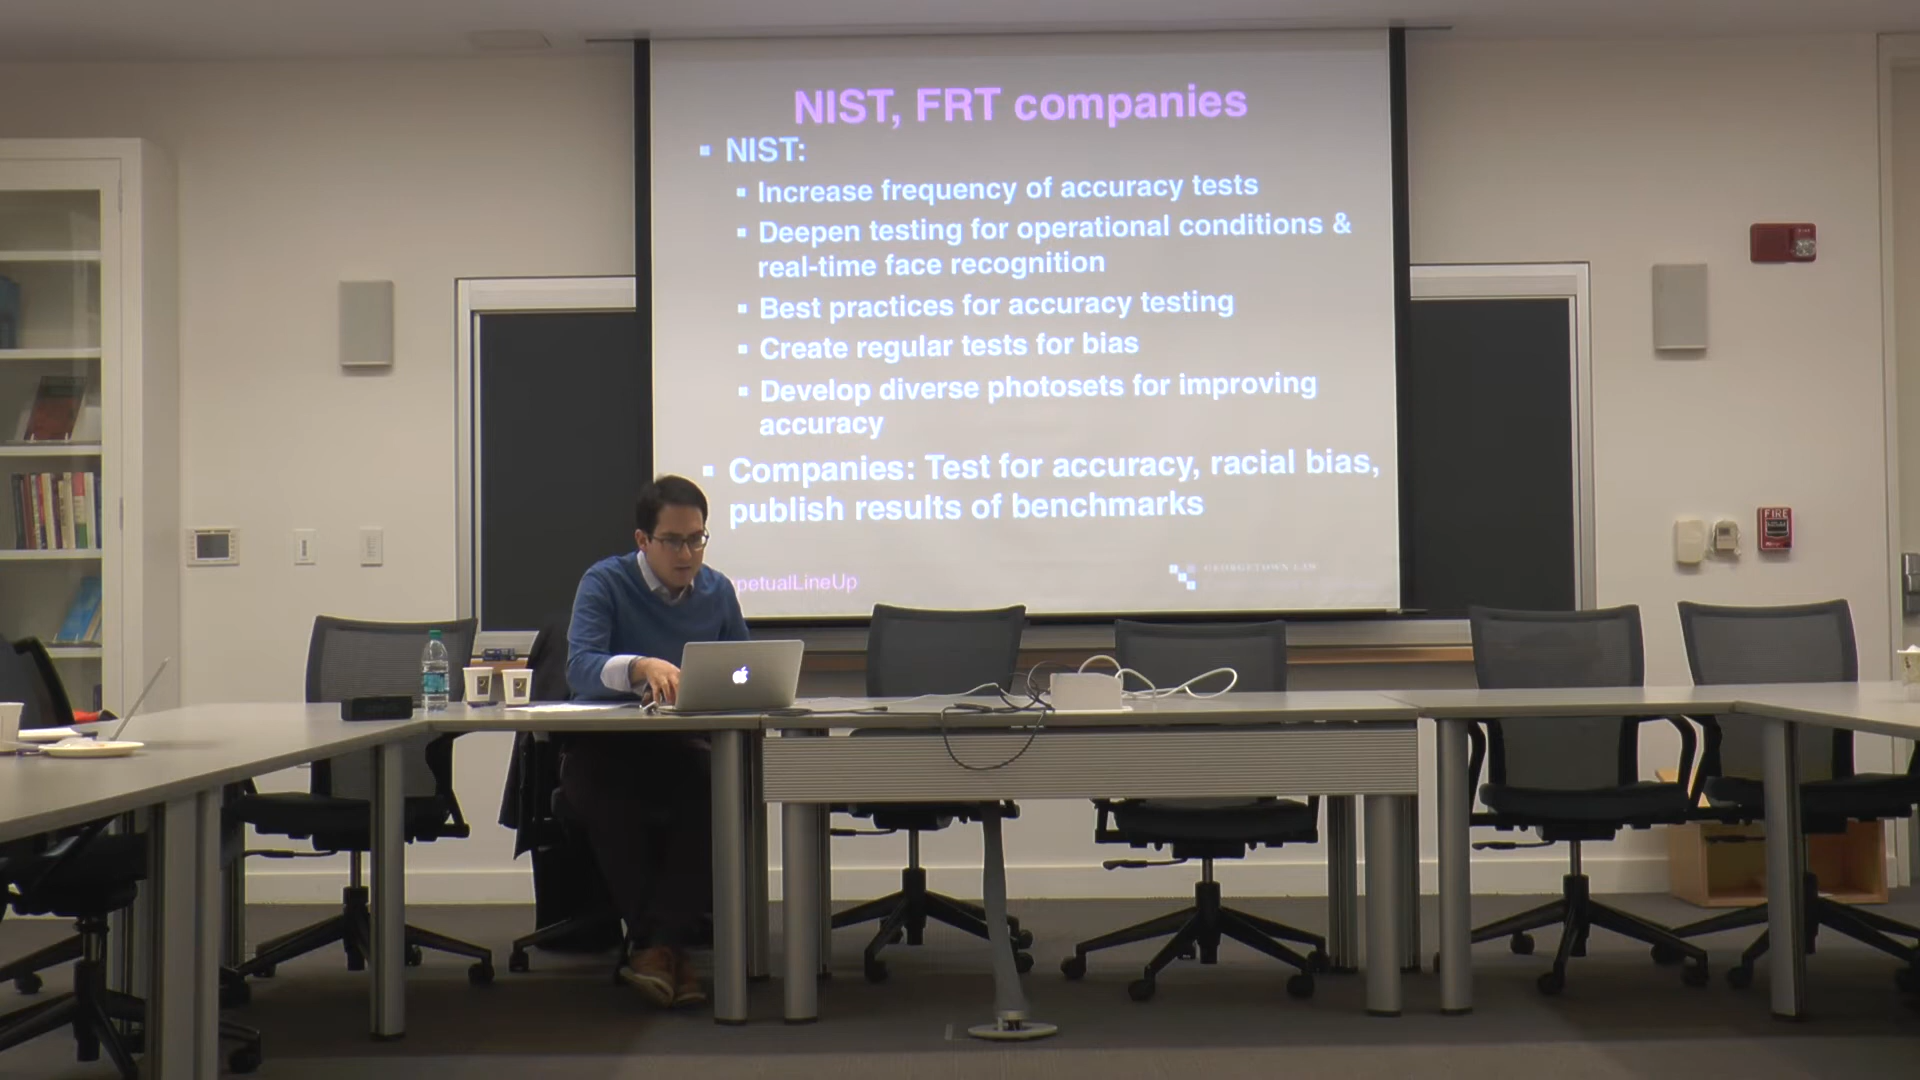 NIST, FRT companies
NIST:
Increase frequency of accuracy tests
Deepen testing for operational conditions &
real-time face recognition
Best practices for accuracy testing
Create regular tests for bias
Develop diverse photosets for improving
accuracy
Companies: Test for accuracy, racial bias,
publish results of benchmarks
petualLineUp
GEORGETOWN LAW
FIRE